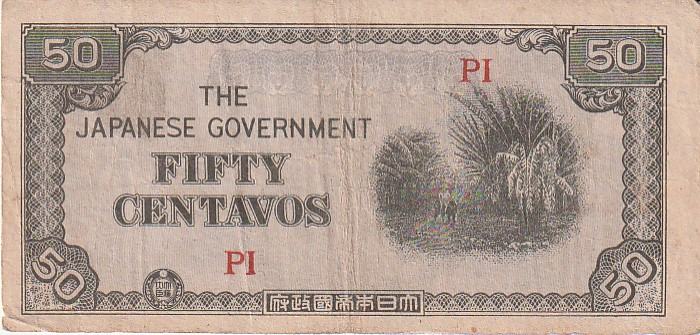 50 50
PI
THE
JAPANESE GOVERNMENT
FIFTY
CENTAVOS
PI
50 50
大日本帝國政府